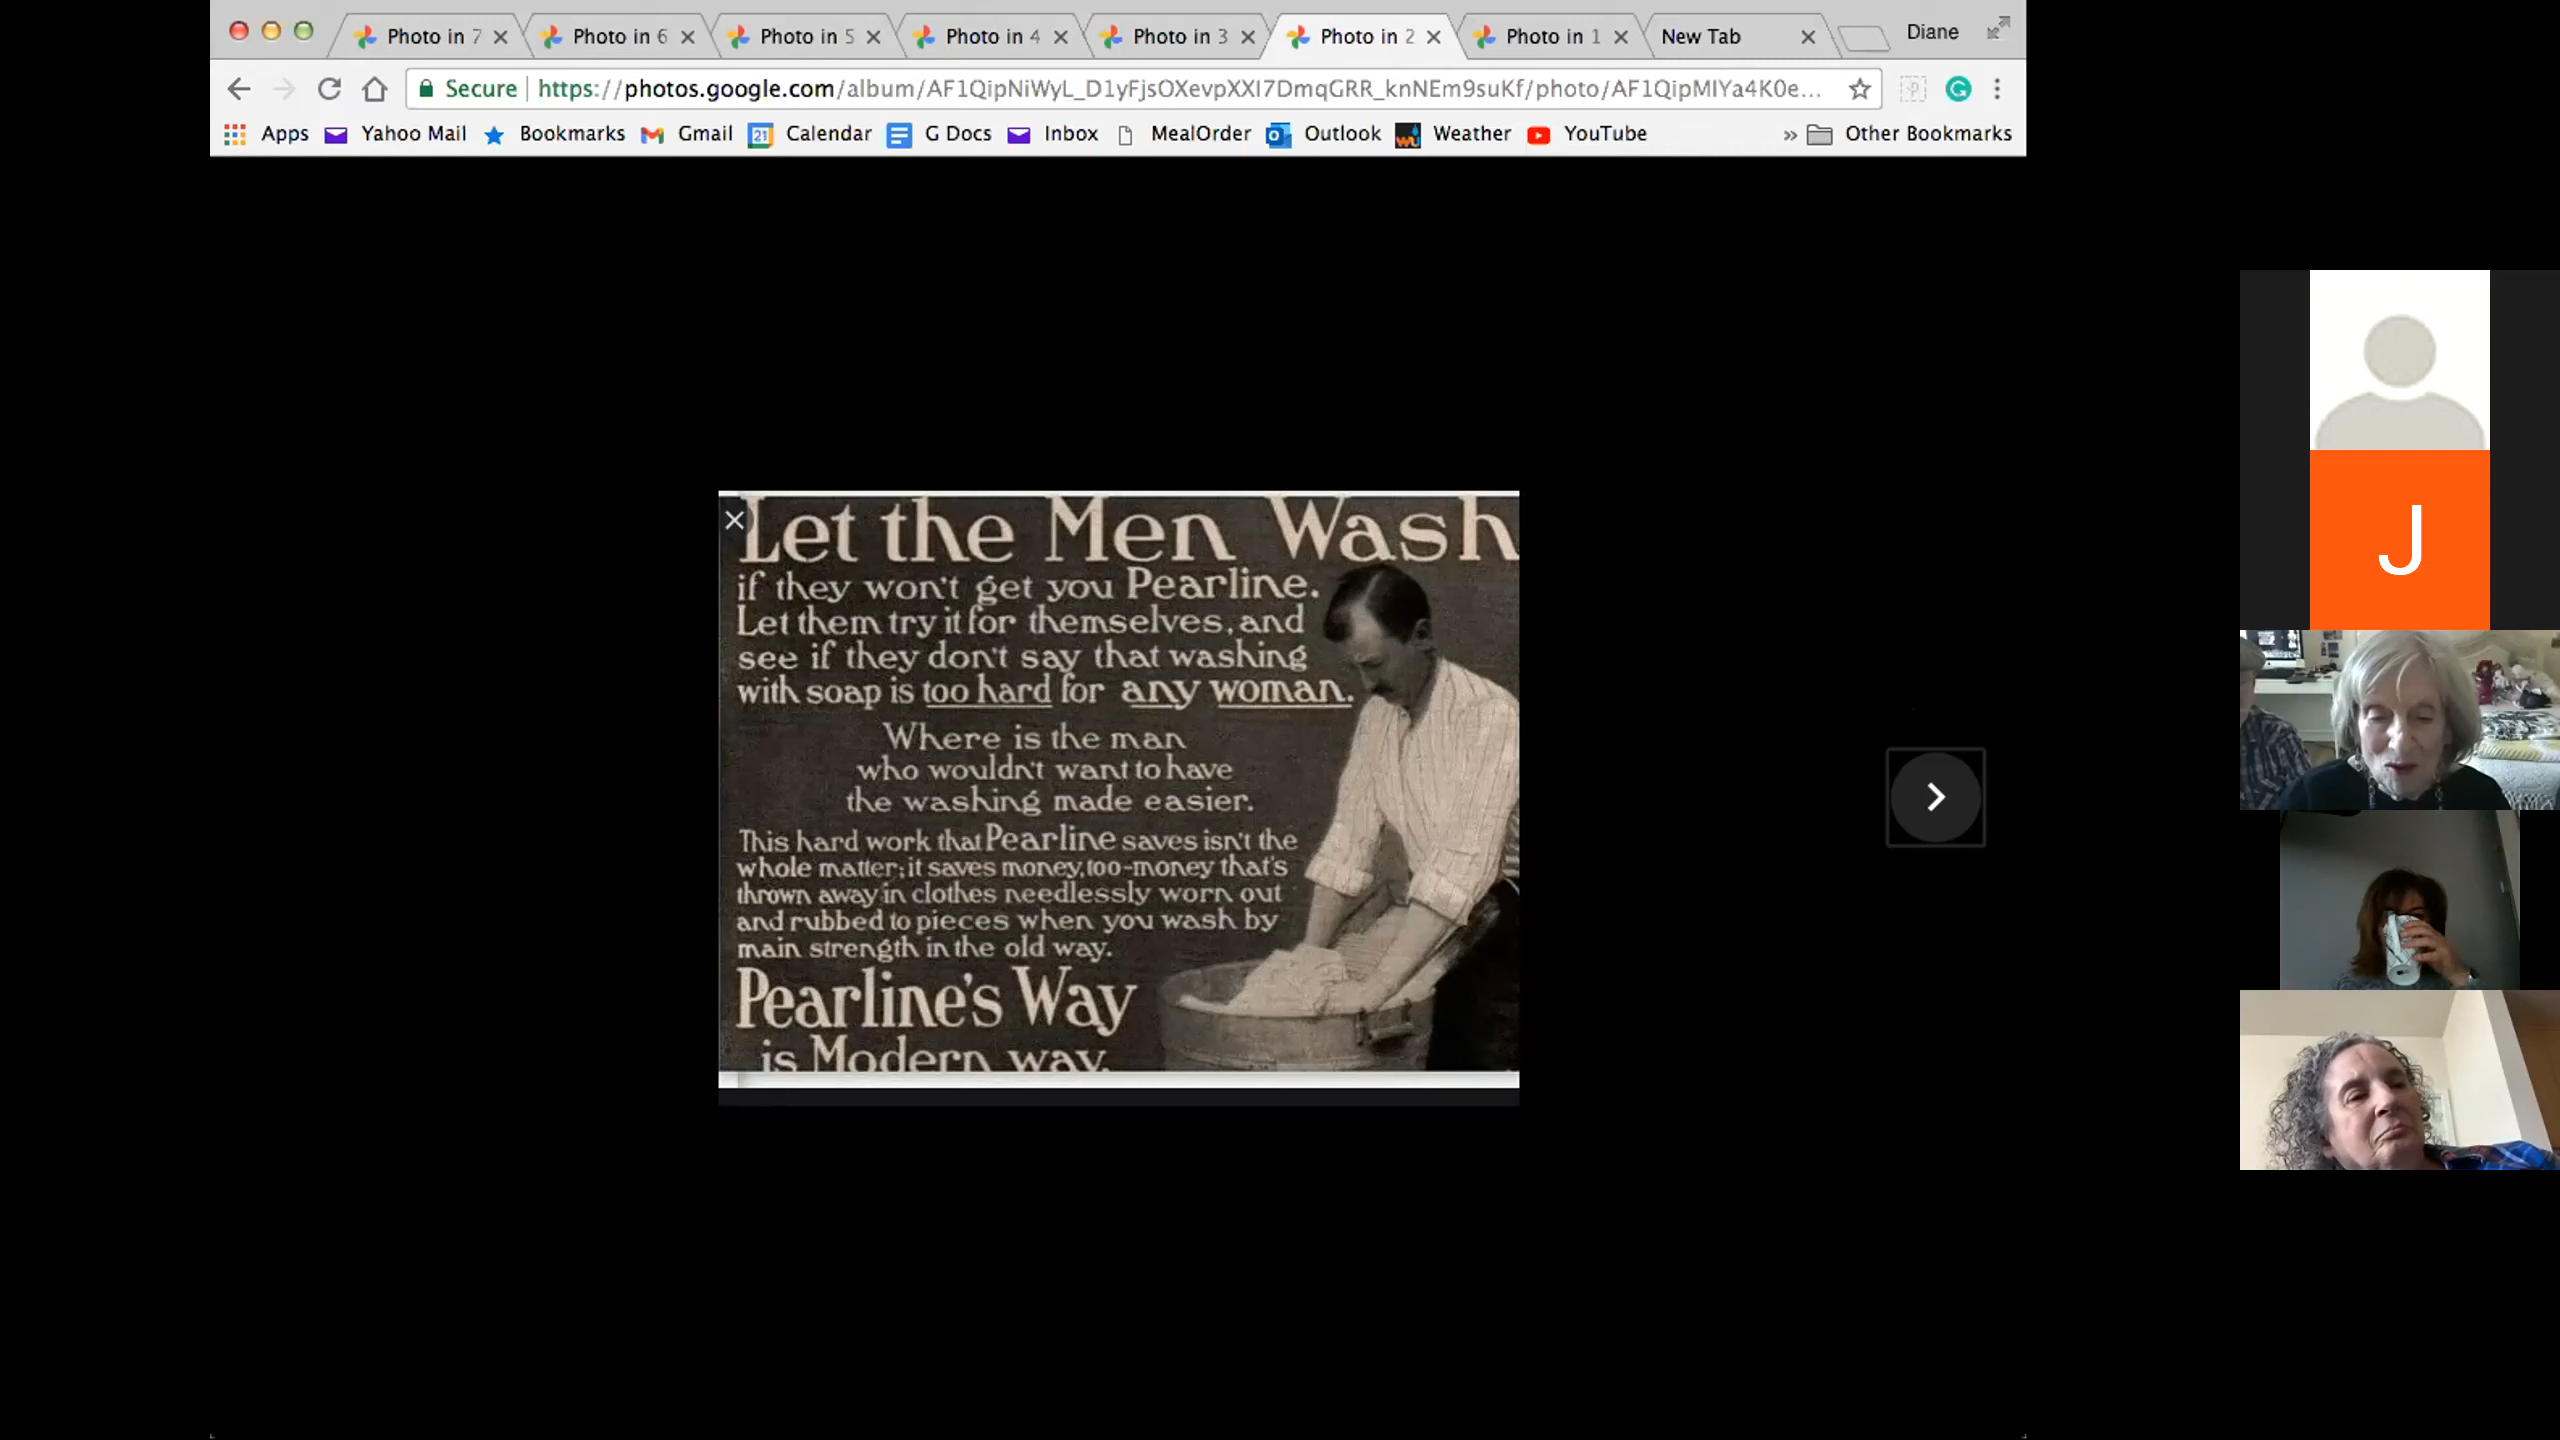 Photo in 7
Photo in 6
Photo in 5
Photo in 4
Photo in 3
Photo in 2
Photo in 1
New Tab
Diane
Secure
https://photos.google.com/album/AF1QipNiWyL_D1yFjsOXevpXXI7DmqGRR_knNEm9suKf/photo/AF1QipMIYa4K0e...
Apps
Yahoo Mail
Bookmarks
Gmail
21
Calendar
G Docs
Inbox
MealOrder
Outlook
Weather
YouTube
»
Other Bookmarks
Let the Men Wash
if they won't get you Pearline.
Let them try it for themselves, and
see if they don't say that washing
with soap is too hard for any woman.
Where is the man
who wouldn't want to have
the washing made easier.
This hard work that Pearline saves isn't the
whole matter; it saves money, too-money that's
thrown away in clothes needlessly worn out
and rubbed to pieces when you wash by
main strength in the old way.
Pearline's Way
is Modern way.
J